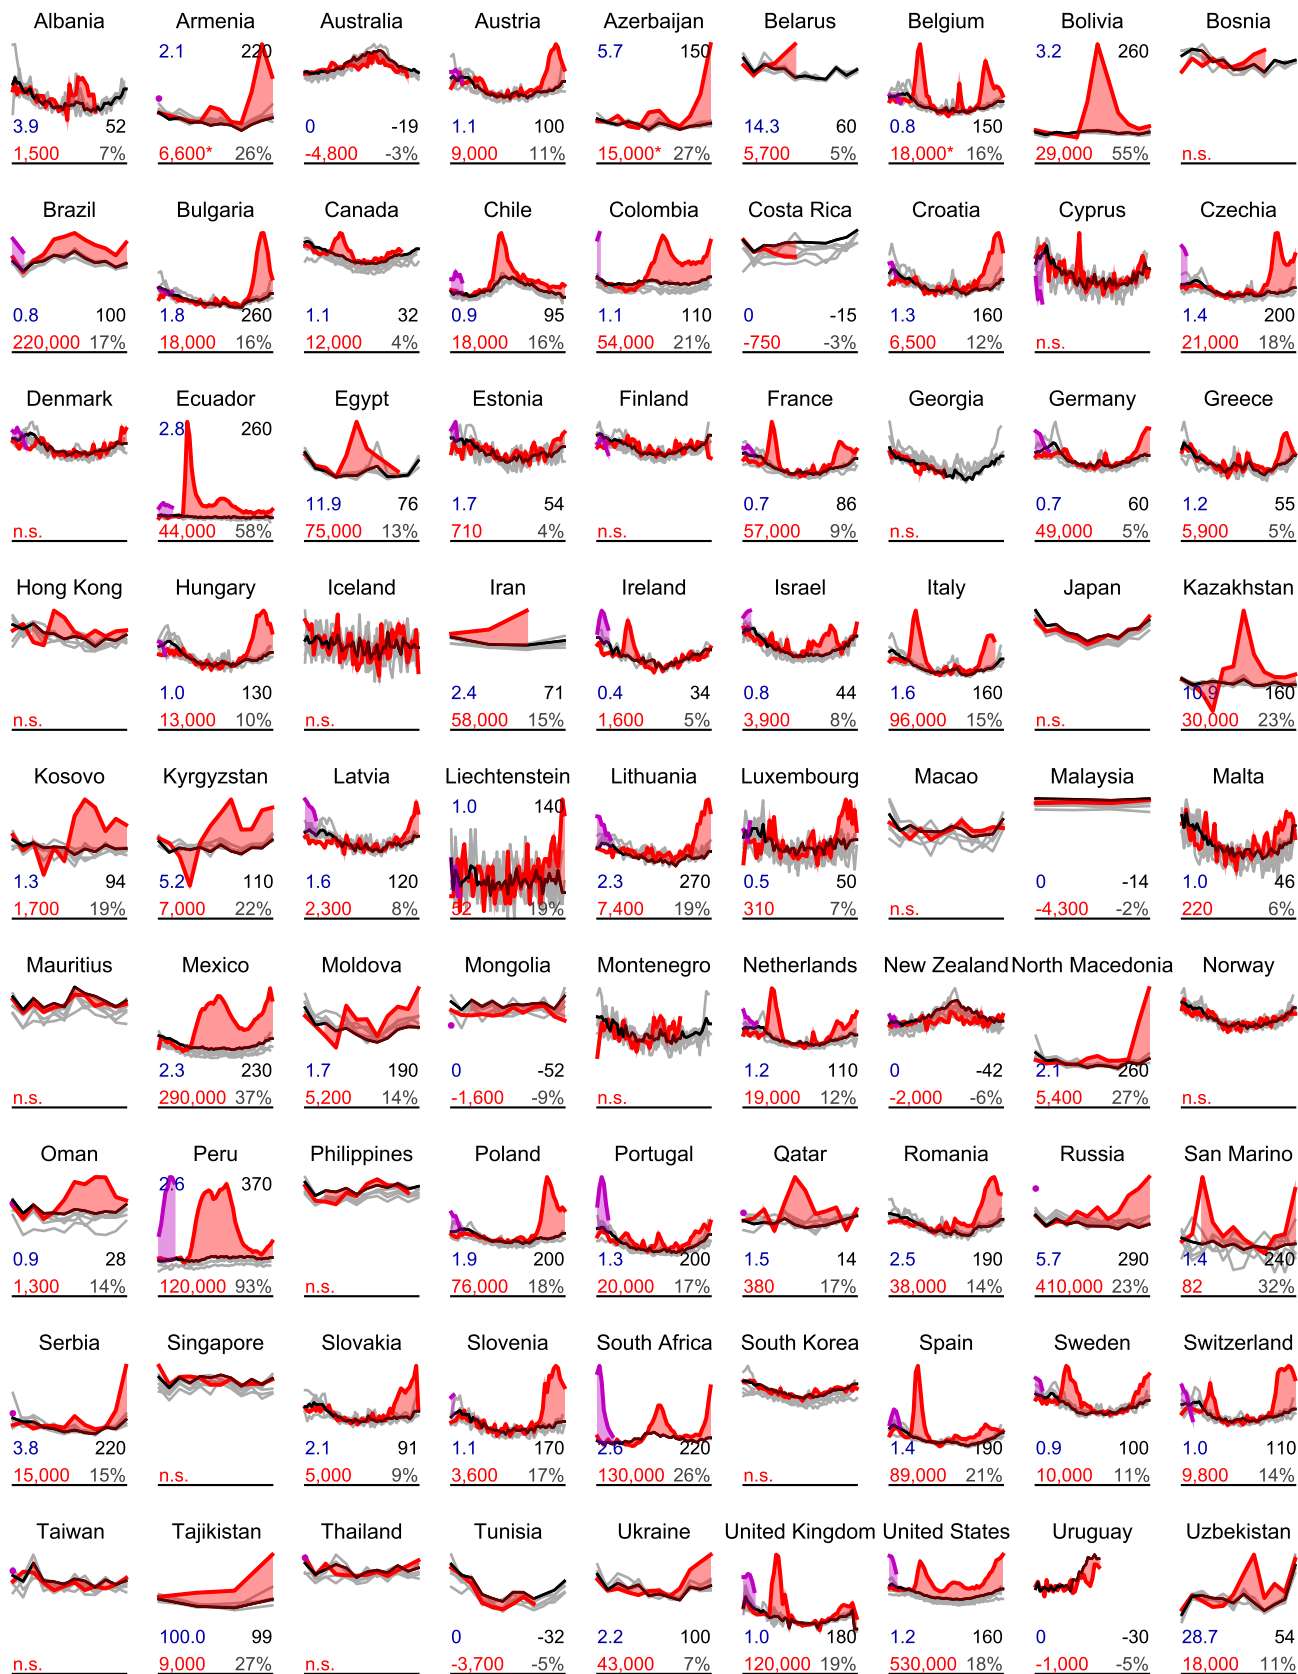 Albania Armenia Australia Austria Azerbaijan Belarus Belgium Bolivia Bosnia
2.1 220 5.7 150 3.2 260
3.9 52 0 -19 1.1 100 14.3 60 0.8 150
1,500 7% 6,600* 26% -4,800 -3% 9,000 11% 15,000* 27% 5,700 5% 18,000* 16% 29,000 55% n.s.
Brazil Bulgaria Canada Chile Colombia Costa Rica Croatia Cyprus Czechia
0.8 100 1.8 260 1.1 32 0.9 95 1.1 110 0 -15 1.3 160 1.4 200
220,000 17% 18,000 16% 12,000 4% 18,000 16% 54,000 21% -750 -3% 6,500 12% n.s. 21,000 18%
Denmark Ecuador Egypt Estonia Finland France Georgia Germany Greece
2.8 260
11.9 76 1.7 54 0.7 86 0.7 60 1.2 55
n.s. 44,000 58% 75,000 13% 710 4% n.s. 57,000 9% n.s. 49,000 5% 5,900 5%
Hong Kong Hungary Iceland Iran Ireland Israel Italy Japan Kazakhstan
1.0 130 2.4 71 0.4 34 0.8 44 1.6 160 10.9 160
n.s. 13,000 10% n.s. 58,000 15% 1,600 5% 3,900 8% 96,000 15% n.s. 30,000 23%
Kosovo Kyrgyzstan Latvia Liechtenstein Lithuania Luxembourg Macao Malaysia Malta
1.0 140
1.3 94 5.2 110 1.6 120 2.3 270 0.5 50 0 -14 1.0 46
1,700 19% 7,000 22% 2,300 8% 52 19% 7,400 19% 310 7% n.s. -4,300 -2% 220 6%
Mauritius Mexico Moldova Mongolia Montenegro Netherlands New Zealand North Macedonia Norway
2.3 230 1.7 190 0 -52 1.2 110 0 -42 2.1 260
n.s. 290,000 37% 5,200 14% -1,600 -9% n.s. 19,000 12% -2,000 -6% 5,400 27% n.s.
Oman Peru Philippines Poland Portugal Qatar Romania Russia San Marino
2.6 370
0.9 28 1.9 200 1.3 200 1.5 14 2.5 190 5.7 290 1.4 240
1,300 14% 120,000 93% n.s. 76,000 18% 20,000 17% 380 17% 38,000 14% 410,000 23% 82 32%
Serbia Singapore Slovakia Slovenia South Africa South Korea Spain Sweden Switzerland
3.8 220 2.1 91 1.1 170 2.6 220 1.4 190 0.9 100 1.0 110
15,000 15% n.s. 5,000 9% 3,600 17% 130,000 26% n.s. 89,000 21% 10,000 11% 9,800 14%
Taiwan Tajikistan Thailand Tunisia Ukraine United Kingdom United States Uruguay Uzbekistan
100.0 99 0 -32 2.2 100 1.0 180 1.2 160 0 -30 28.7 54
n.s. 9,000 27% n.s. -3,700 -5% 43,000 7% 120,000 19% 530,000 18% -1,000 -5% 18,000 11%